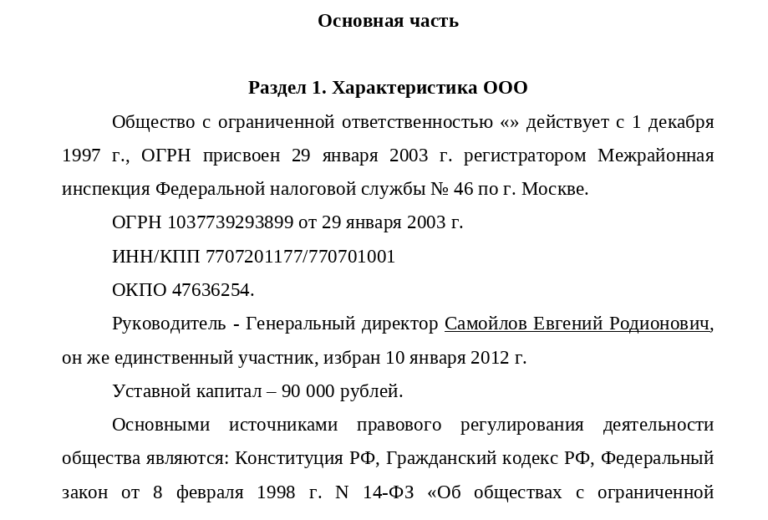 Основная часть
Раздел 1. Характеристика ООО
Общество с ограниченной ответственностью «» действует с 1 декабря
1997 г., ОГРН присвоен 29 января 2003 г. регистратором Межрайонная
инспекция Федеральной налоговой службы № 46 по г. Москве.
ОГРН 1037739293899 от 29 января 2003 г.
ИНН/КПП 7707201177/770701001
ОКПО 47636254.
Руководитель - Генеральный директор Самойлов Евгений Родионович,
он же единственный участник, избран 10 января 2012 г.
Уставной капитал – 90 000 рублей.
Основными источниками правового регулирования деятельности
общества являются: Конституция РФ, Гражданский кодекс РФ, Федеральный
закон от 8 февраля 1998 г. N 14-ФЗ «Об обществах с ограниченной